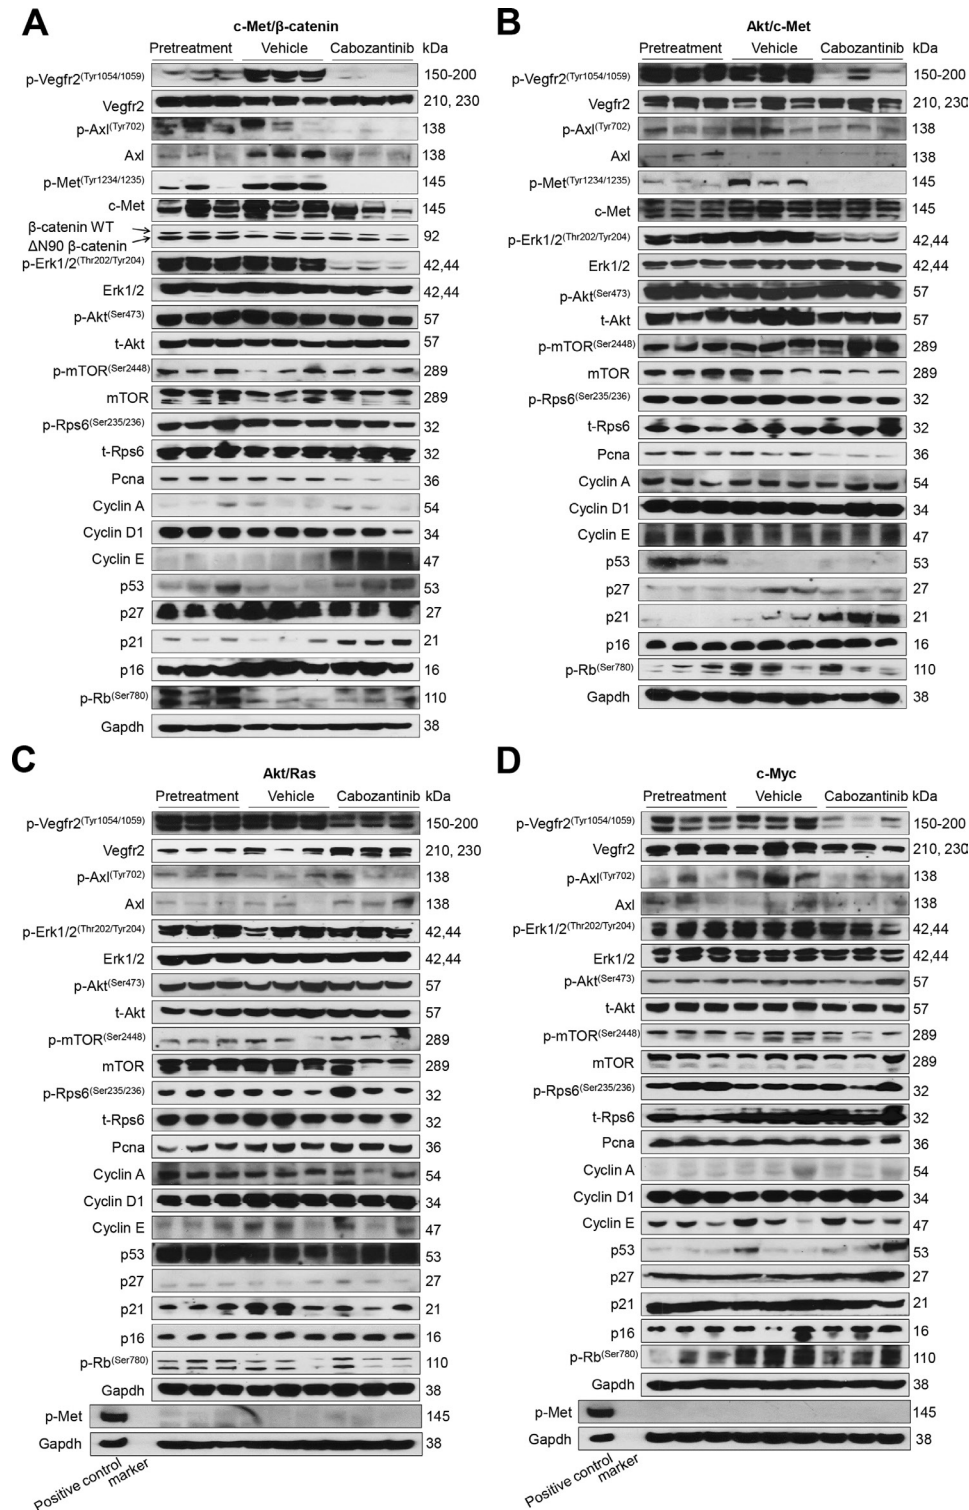 A
c-Met/β-catenin
Pretreatment Vehicle Cabozantinib kDa
p-Vegfr2(Tyr1054/1059) 150-200
Vegfr2 210, 230
p-Axl(Tyr702) 138
Axl 138
p-Met(Tyr1234/1235) 145
c-Met 145
β-catenin WT
ΔN90 β-catenin 92
p-Erk1/2(Thr202/Tyr204) 42,44
Erk1/2 42,44
p-Akt(Ser473) 57
t-Akt 57
p-mTOR(Ser2448) 289
mTOR 289
p-Rps6(Ser235/236) 32
t-Rps6 32
Pcna 36
Cyclin A 54
Cyclin D1 34
Cyclin E 47
p53 53
p27 27
p21 21
p16 16
p-Rb(Ser780) 110
Gapdh 38
B
Akt/c-Met
Pretreatment Vehicle Cabozantinib kDa
p-Vegfr2(Tyr1054/1059) 150-200
Vegfr2 210, 230
p-Axl(Tyr702) 138
Axl 138
p-Met(Tyr1234/1235) 145
c-Met 145
p-Erk1/2(Thr202/Tyr204) 42,44
Erk1/2 42,44
p-Akt(Ser473) 57
t-Akt 57
p-mTOR(Ser2448) 289
mTOR 289
p-Rps6(Ser235/236) 32
t-Rps6 32
Pcna 36
Cyclin A 54
Cyclin D1 34
Cyclin E 47
p53 53
p27 27
p21 21
p16 16
p-Rb(Ser780) 110
Gapdh 38
C
Akt/Ras
Pretreatment Vehicle Cabozantinib kDa
p-Vegfr2(Tyr1054/1059) 150-200
Vegfr2 210, 230
p-Axl(Tyr702) 138
Axl 138
p-Erk1/2(Thr202/Tyr204) 42,44
Erk1/2 42,44
p-Akt(Ser473) 57
t-Akt 57
p-mTOR(Ser2448) 289
mTOR 289
p-Rps6(Ser235/236) 32
t-Rps6 32
Pcna 36
Cyclin A 54
Cyclin D1 34
Cyclin E 47
p53 53
p27 27
p21 21
p16 16
p-Rb(Ser780) 110
Gapdh 38
p-Met 145
Gapdh 38
Positive control
marker
D
c-Myc
Pretreatment Vehicle Cabozantinib kDa
p-Vegfr2(Tyr1054/1059) 150-200
Vegfr2 210, 230
p-Axl(Tyr702) 138
Axl 138
p-Erk1/2(Thr202/Tyr204) 42,44
Erk1/2 42,44
p-Akt(Ser473) 57
t-Akt 57
p-mTOR(Ser2448) 289
mTOR 289
p-Rps6(Ser235/236) 32
t-Rps6 32
Pcna 36
Cyclin A 54
Cyclin D1 34
Cyclin E 47
p53 53
p27 27
p21 21
p16 16
p-Rb(Ser780) 110
Gapdh 38
p-Met 145
Gapdh 38
Positive control
marker